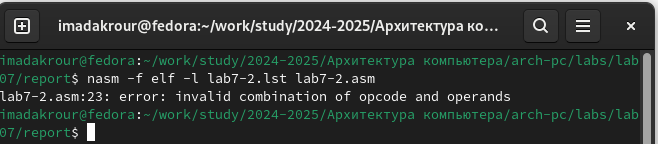 imadakrour@fedora:~/work/study/2024-2025/Архитектура ко...
imadakrour@fedora:~/work/study/2024-2025/Архитектура компьютера/arch-pc/labs/lab
07/report$ nasm -f elf -l lab7-2.lst lab7-2.asm
lab7-2.asm:23: error: invalid combination of opcode and operands
imadakrour@fedora:~/work/study/2024-2025/Архитектура компьютера/arch-pc/labs/lab
07/report$